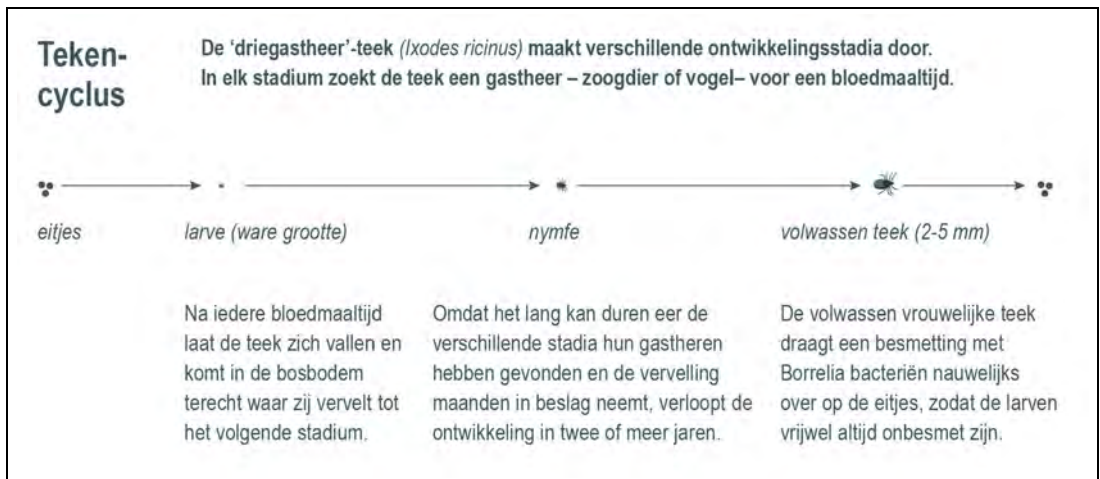 Teken-
cyclus
De ‘driegastheer’-teek (Ixodes ricinus) maakt verschillende ontwikkelingsstadia door.
In elk stadium zoekt de teek een gastheer – zoogdier of vogel– voor een bloedmaaltijd.
eitjes
larve (ware grootte)
nymfe
volwassen teek (2-5 mm)
Na iedere bloedmaaltijd
laat de teek zich vallen en
komt in de bosbodem
terecht waar zij vervelt tot
het volgende stadium.
Omdat het lang kan duren eer de
verschillende stadia hun gastheren
hebben gevonden en de vervelling
maanden in beslag neemt, verloopt de
ontwikkeling in twee of meer jaren.
De volwassen vrouwelijke teek
draagt een besmetting met
Borrelia bacteriën nauwelijks
over op de eitjes, zodat de larven
vrijwel altijd onbesmet zijn.